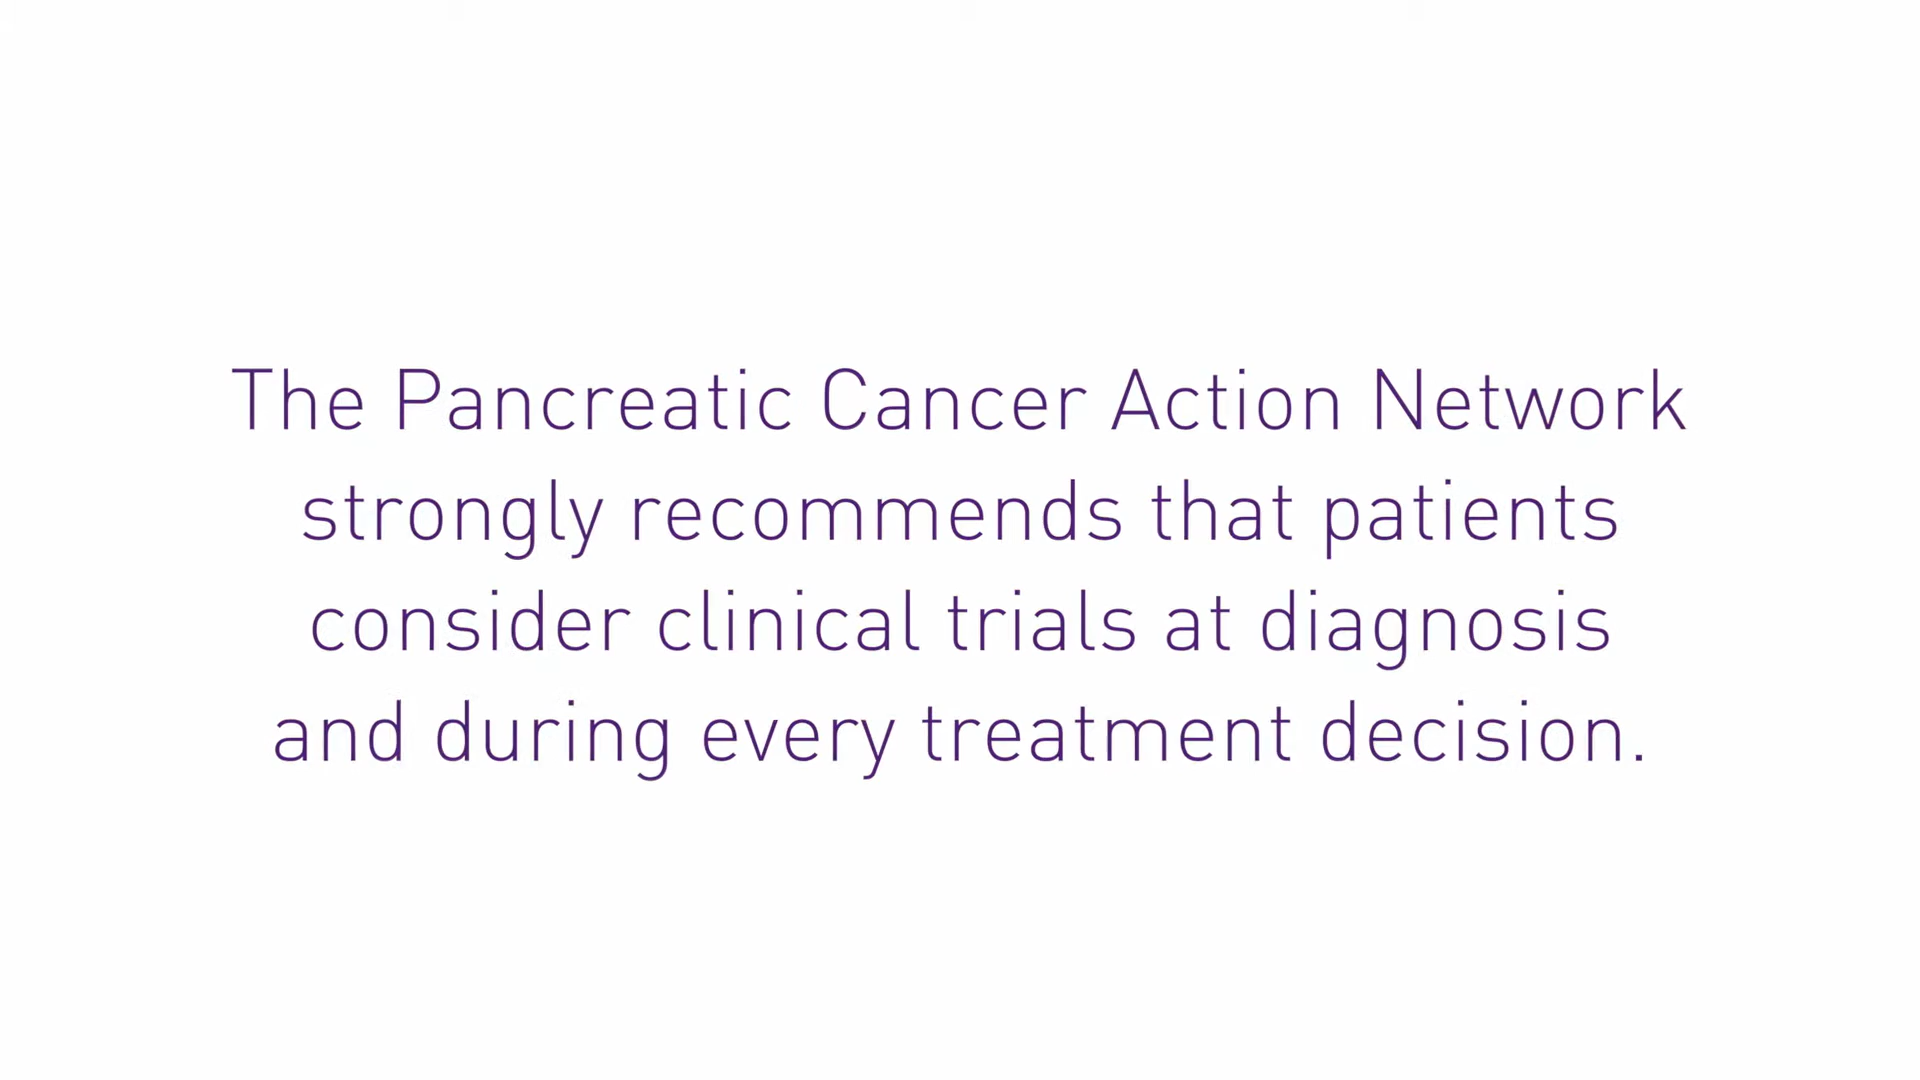 The Pancreatic Cancer Action Network
strongly recommends that patients
consider clinical trials at diagnosis
and during every treatment decision.